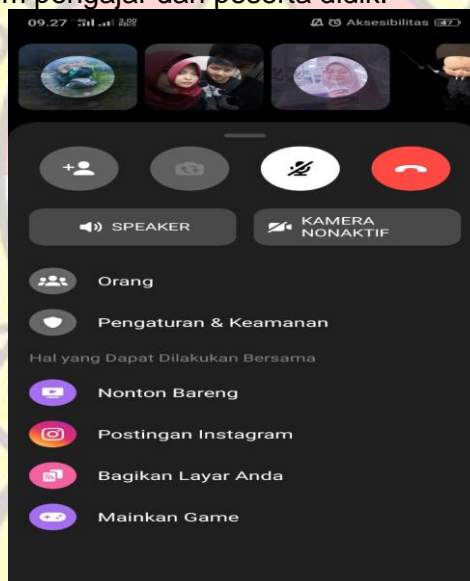 pengajar dan peserta didik.
09.27
Aksesibilitas 47
SPEAKER
KAMERA
NONAKTIF
Orang
Pengaturan & Keamanan
Hal yang Dapat Dilakukan Bersama
Nonton Bareng
Postingan Instagram
Bagikan Layar Anda
Mainkan Game